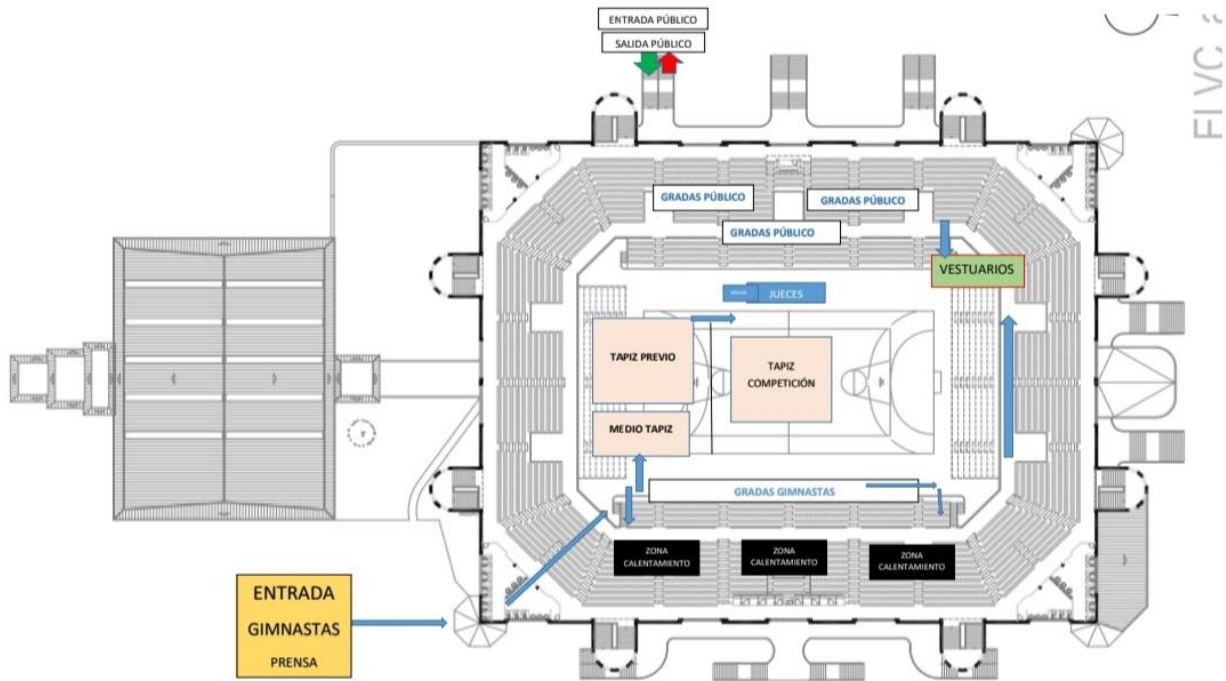 ENTRADA PÚBLICO
SALIDA PÚBLICO
GRADAS PÚBLICO
GRADAS PÚBLICO
GRADAS PÚBLICO
VESTUARIOS
JUECES
TAPIZ PREVIO
TAPIZ
COMPETICIÓN
MEDIO TAPIZ
GRADAS GIMNASTAS
ZONA
CALENTAMIENTO
ZONA
CALENTAMIENTO
ZONA
CALENTAMIENTO
ENTRADA
GIMNASTAS
PRENSA